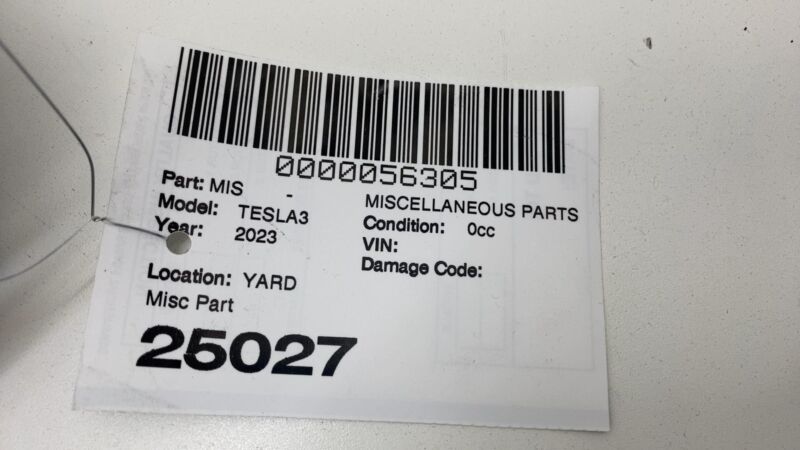 0000056305
Part: MIS - MISCELLANEOUS PARTS
Model: TESLA3 Condition: 0cc
Year: 2023 VIN:
Damage Code:
Location: YARD
Misc Part
25027